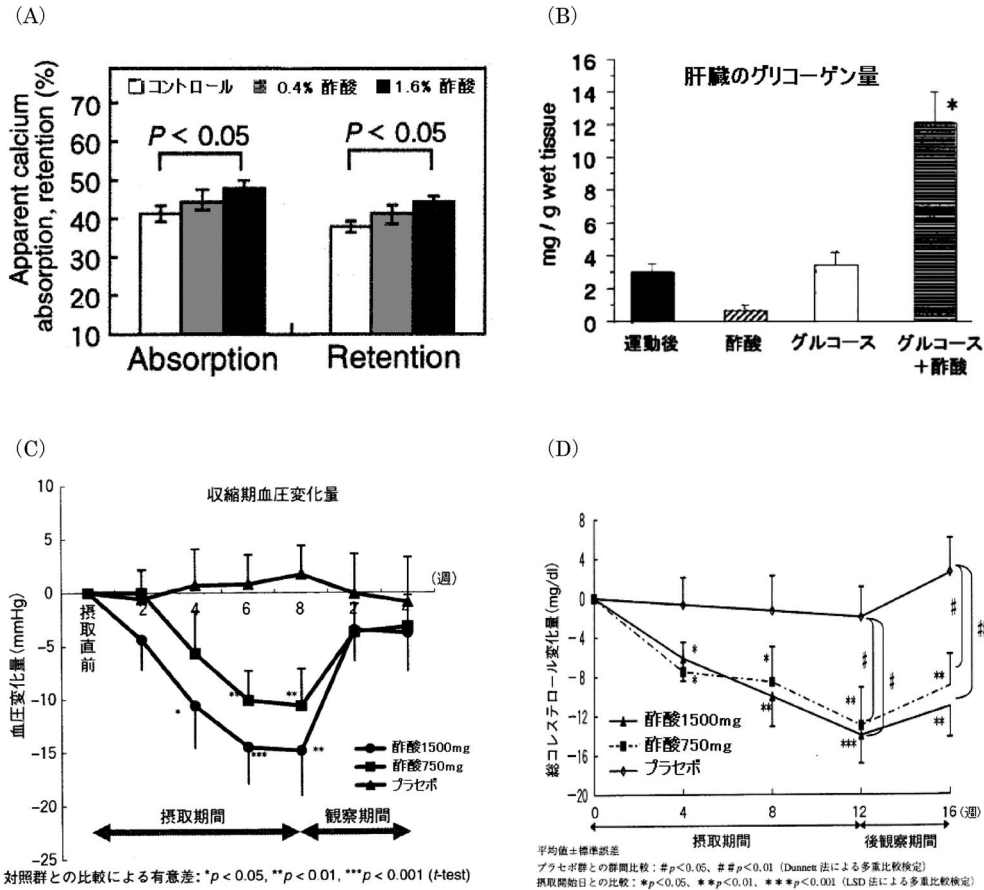 (A)
□コントロール ■0.4% 酢酸 ■1.6% 酢酸
P < 0.05
P < 0.05
Apparent calcium
absorption, retention (%)
70
60
50
40
30
20
10
Absorption
Retention
(B)
肝臓のグリコーゲン量
mg / g wet tissue
16
14
12
10
8
6
4
2
0
*
運動後
酢酸
グルコース
グルコース
+酢酸
(C)
収縮期血圧変化量
血圧変化量(mmHg)
10
5
0
-5
-10
-15
-20
-25
摂取直前
2
4
6
8
2
4
(週)
*
**
***
**
**
酢酸1500mg
酢酸750mg
プラセボ
摂取期間
観察期間
対照群との比較による有意差: *p < 0.05, **p < 0.01, ***p < 0.001 (t-test)
(D)
総コレステロール変化量(mg/dl)
8
4
0
-4
-8
-12
-16
-20
*
*
*
**
**
***
**
**
#
#
#
##
酢酸1500mg
酢酸750mg
プラセボ
0
4
8
12
16
(週)
摂取期間
後観察期間
平均値±標準誤差
プラセボ群との群間比較:#p<0.05、##p<0.01 (Dunnett 法による多重比較検定)
摂取開始日との比較:*p<0.05、**p<0.01、***p<0.001 (LSD 法による多重比較検定)